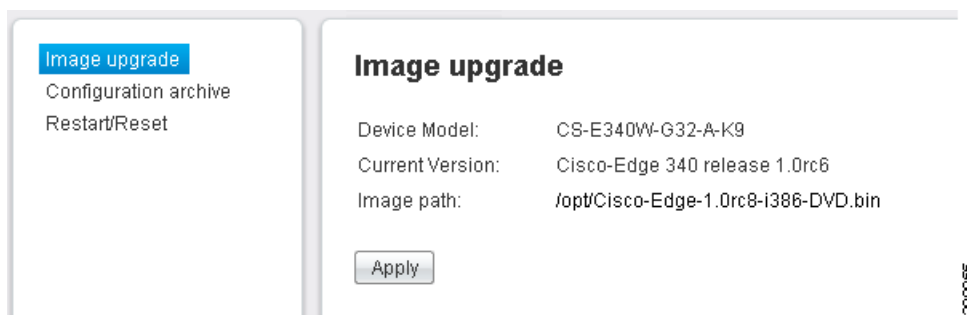 Image upgrade
Configuration archive
Restart/Reset
Image upgrade
Device Model: CS-E340W-G32-A-K9
Current Version: Cisco-Edge 340 release 1.0rc6
Image path: /opt/Cisco-Edge-1.0rc8-i386-DVD.bin
Apply